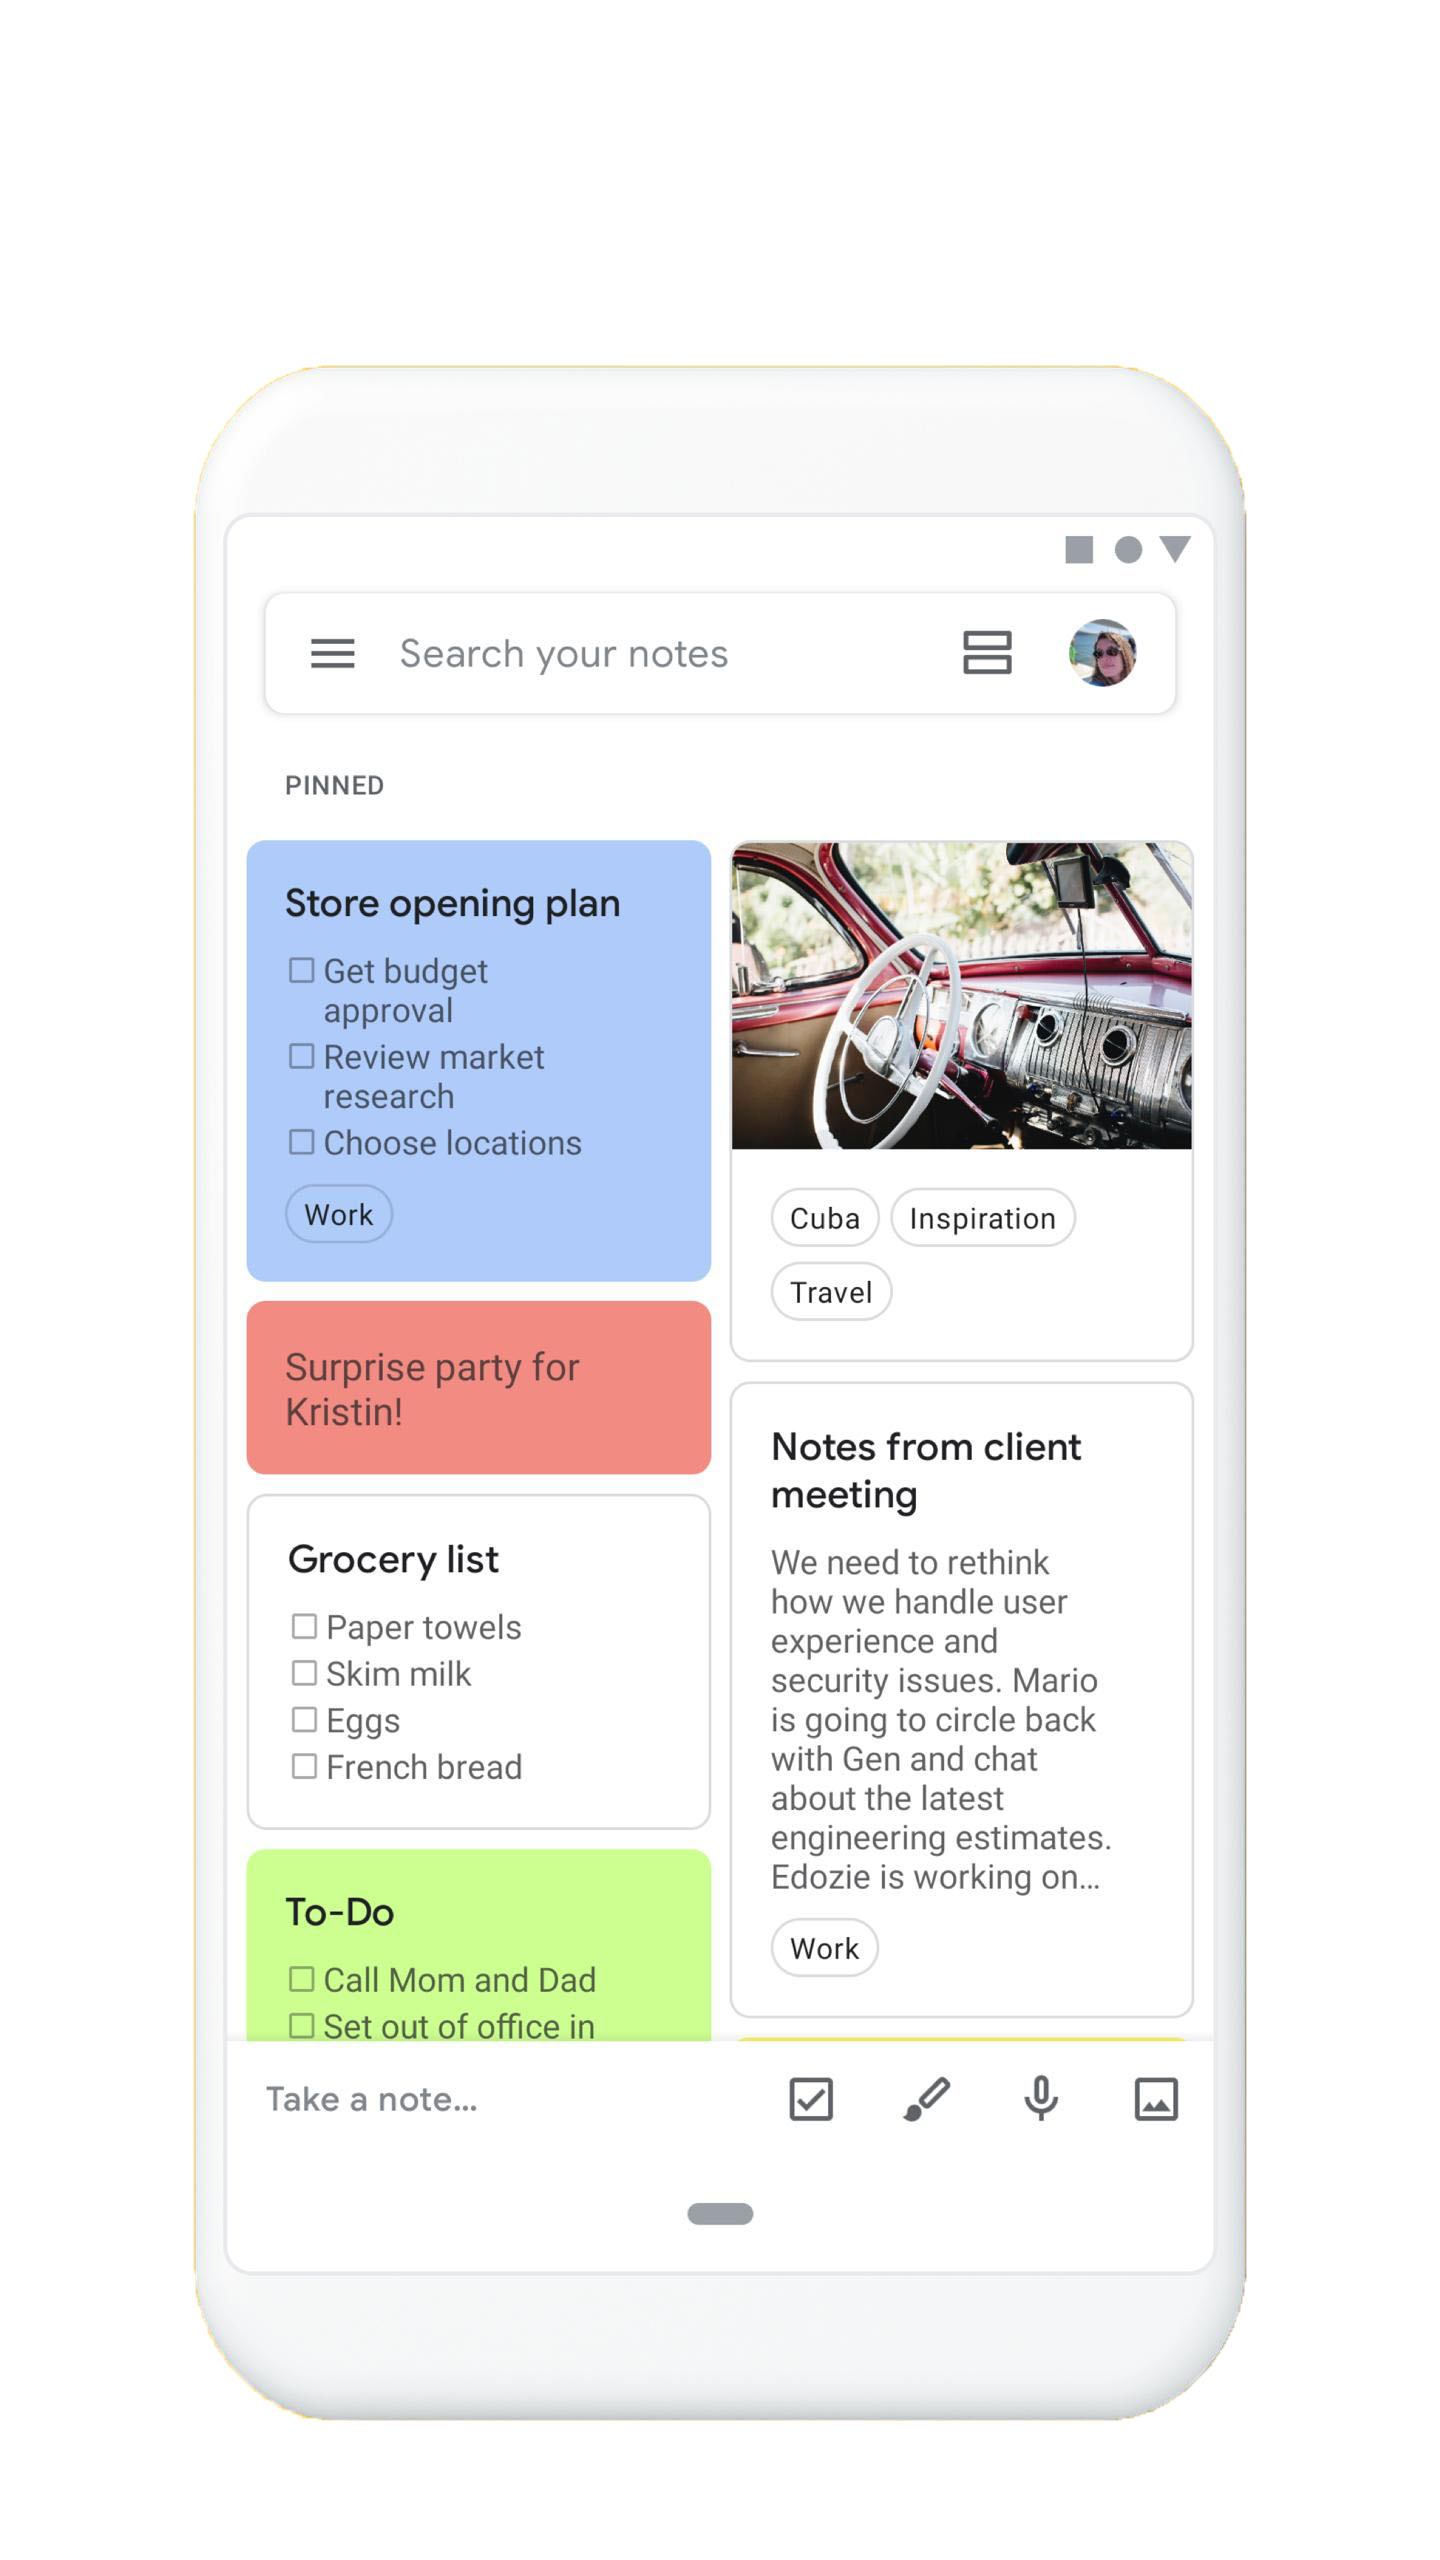 Search your notes
PINNED
Store opening plan
Get budget
approval
Review market
research
Choose locations
Work
Surprise party for
Kristin!
Grocery list
Paper towels
Skim milk
Eggs
French bread
To-Do
Call Mom and Dad
Set out of office in
Cuba
Inspiration
Travel
Notes from client
meeting
We need to rethink
how we handle user
experience and
security issues. Mario
is going to circle back
with Gen and chat
about the latest
engineering estimates.
Edozie is working on...
Work
Take a note...